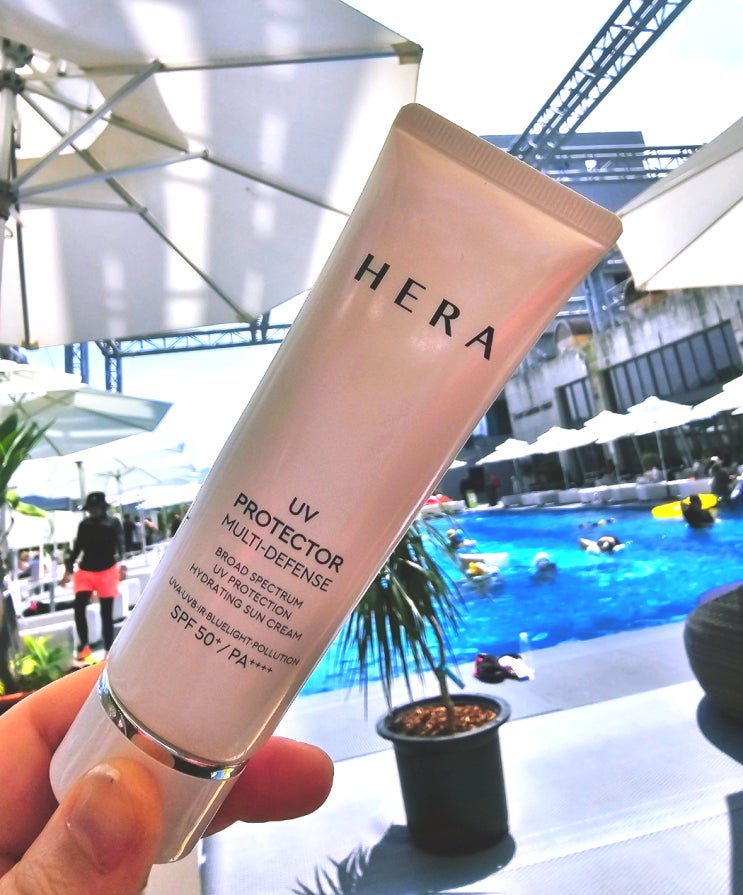 HERA
UV
PROTECTOR
MULTI-DEFENSE
BROAD SPECTRUM
UV PROTECTION
HYDRATING SUN CREAM
UVA·UVB·IR·BLUELIGHT·POLLUTION
SPF 50+ / PA++++